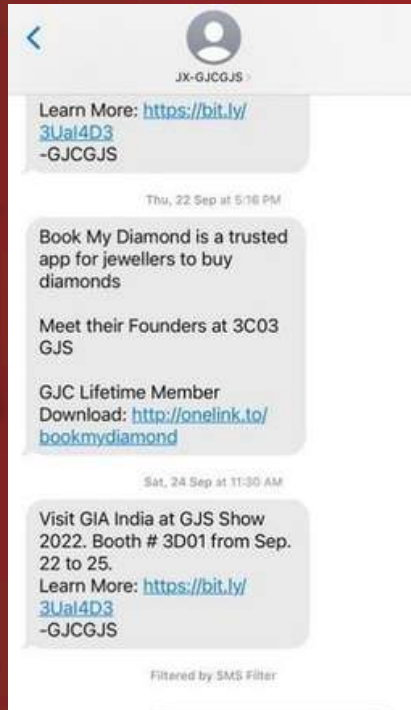 JX-GJCGJS
Learn More: https://bit.ly/
3Ual4D3
-GJCGJS
Thu, 22 Sep at 5:16 PM
Book My Diamond is a trusted
app for jewellers to buy
diamonds
Meet their Founders at 3C03
GJS
GJC Lifetime Member
Download: http://onelink.to/
bookmydiamond
Sat, 24 Sep at 11:30 AM
Visit GIA India at GJS Show
2022. Booth # 3D01 from Sep.
22 to 25.
Learn More: https://bit.ly/
3Ual4D3
-GJCGJS
Filtered by SMS Filter